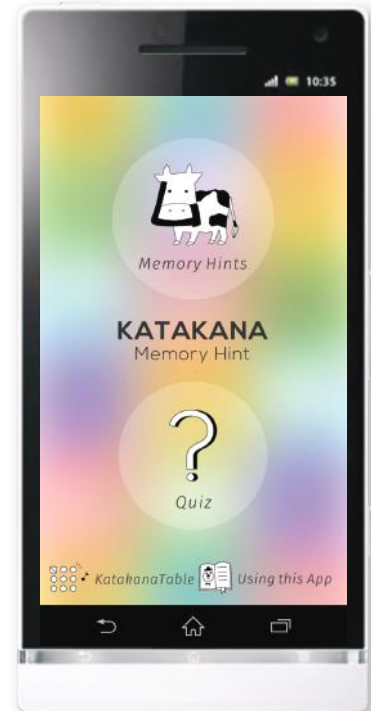 10:35
Memory Hints
KATAKANA
Memory Hint
?
Quiz
KatakanaTable Using this App